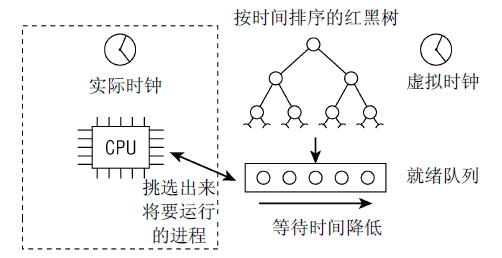 按时间排序的红黑树
实际时钟
虚拟时钟
CPU
就绪队列
挑选出来
将要运行
的进程
等待时间降低